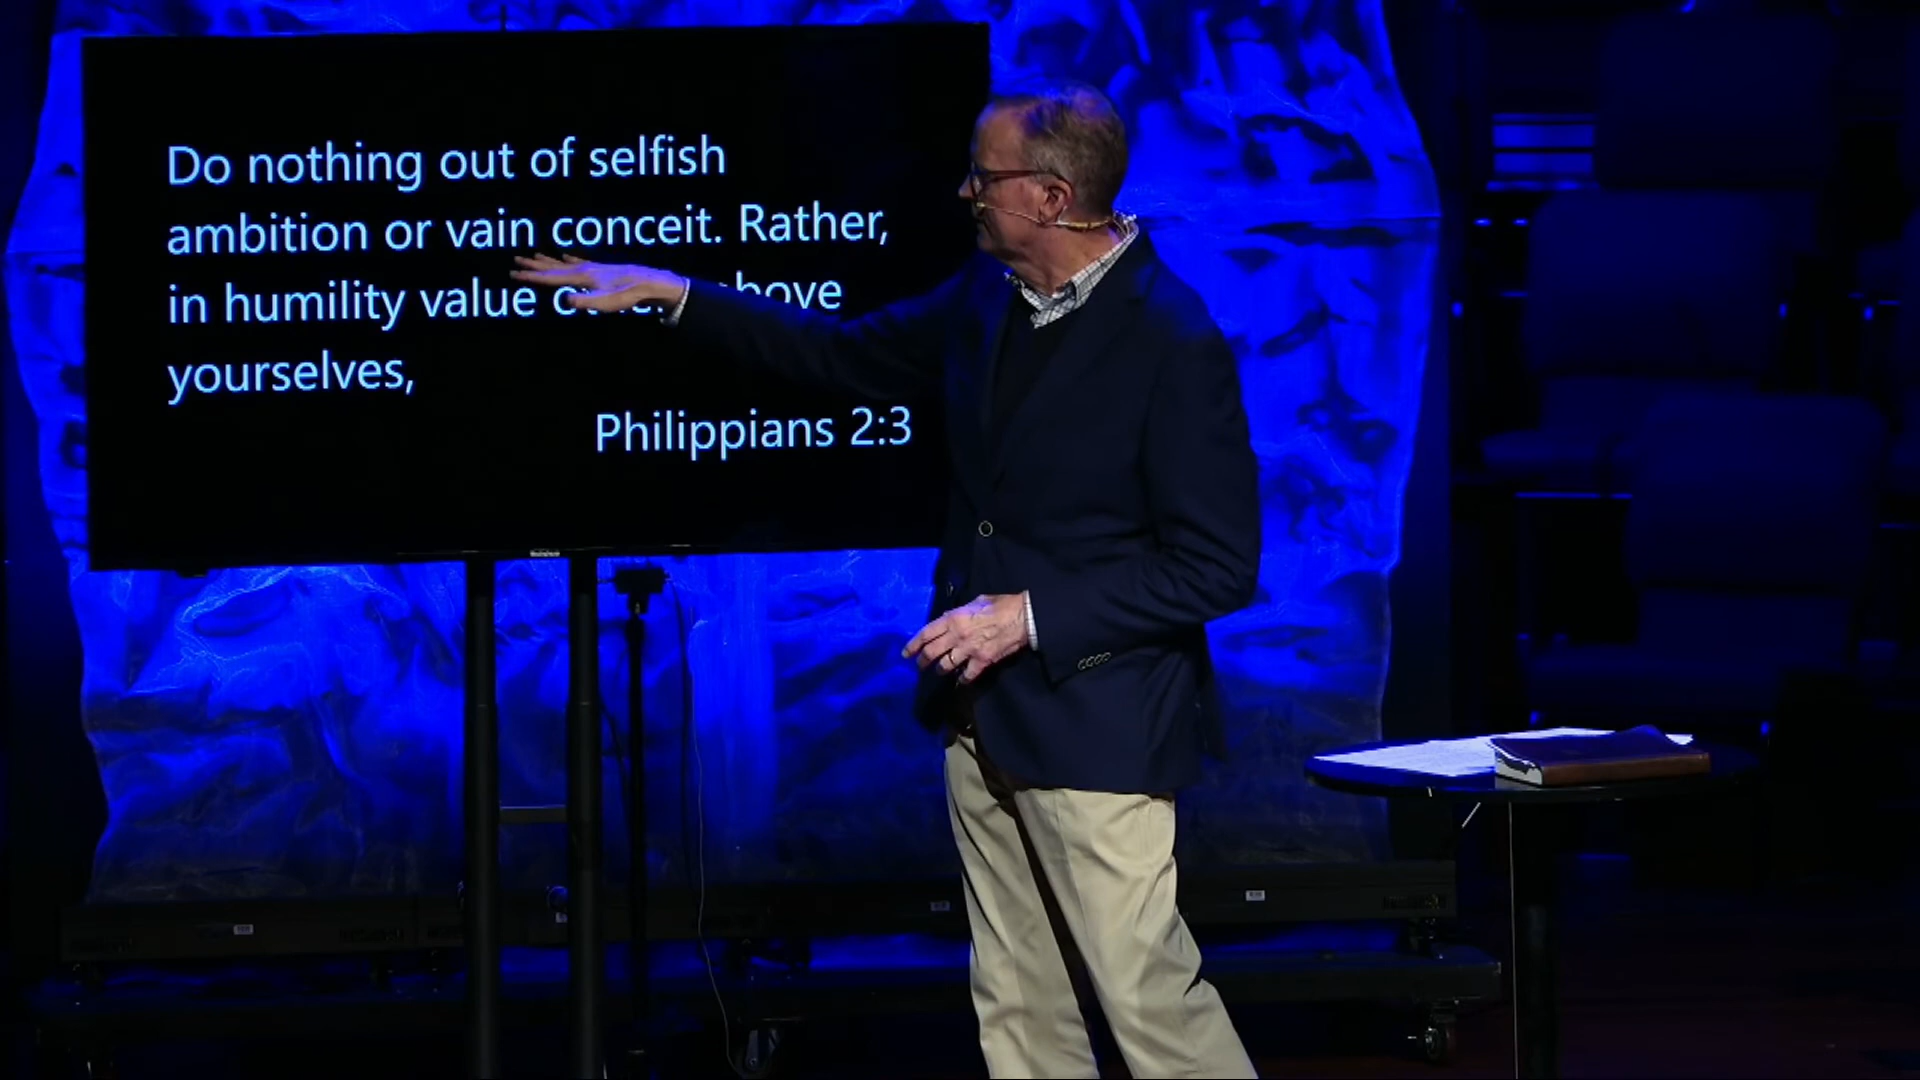 Do nothing out of selfish
ambition or vain conceit. Rather,
in humility value
yourselves,
Philippians 2:3